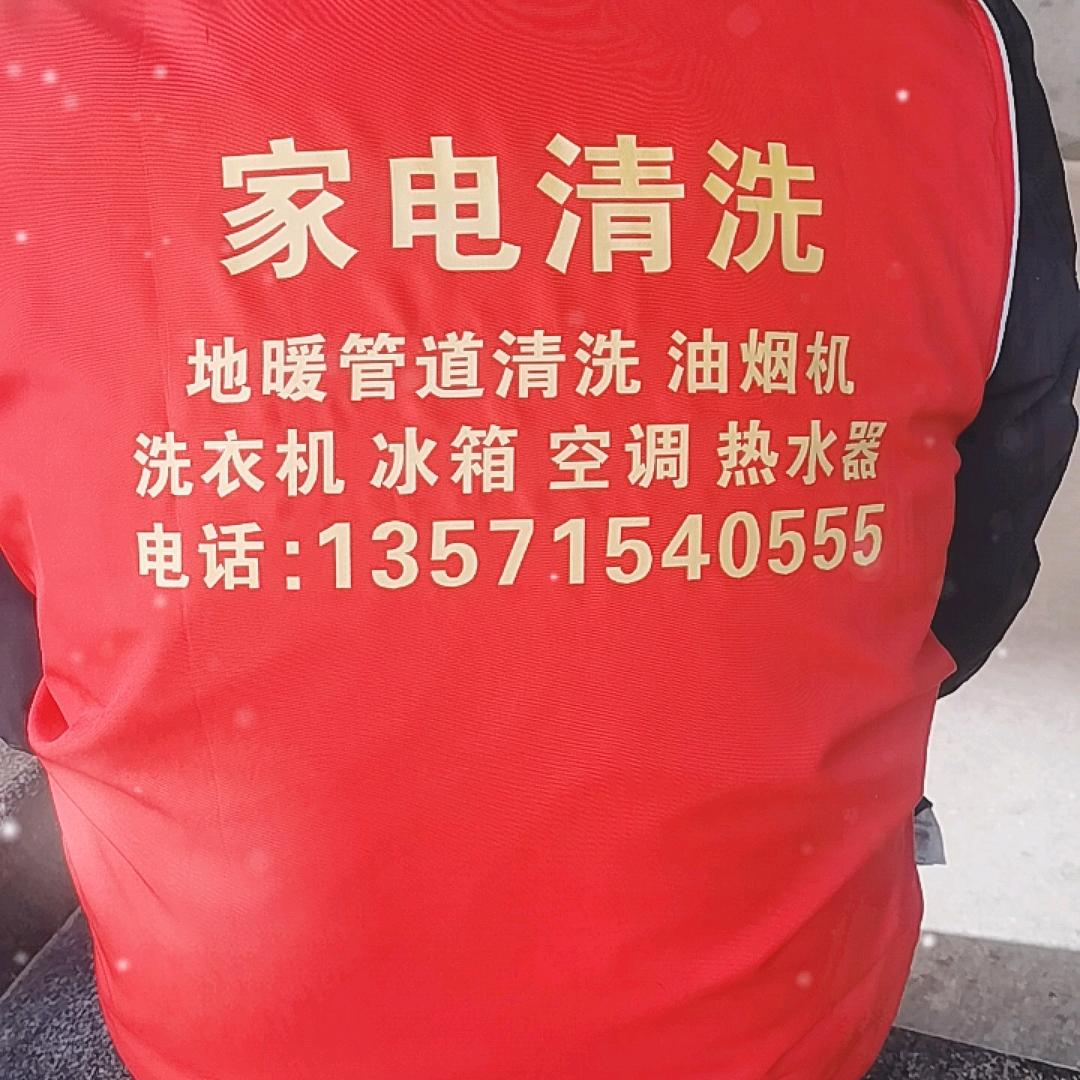 家电清洗
地暖管道清洗 油烟机
洗衣机 冰箱 空调 热水器
电话:13571540555